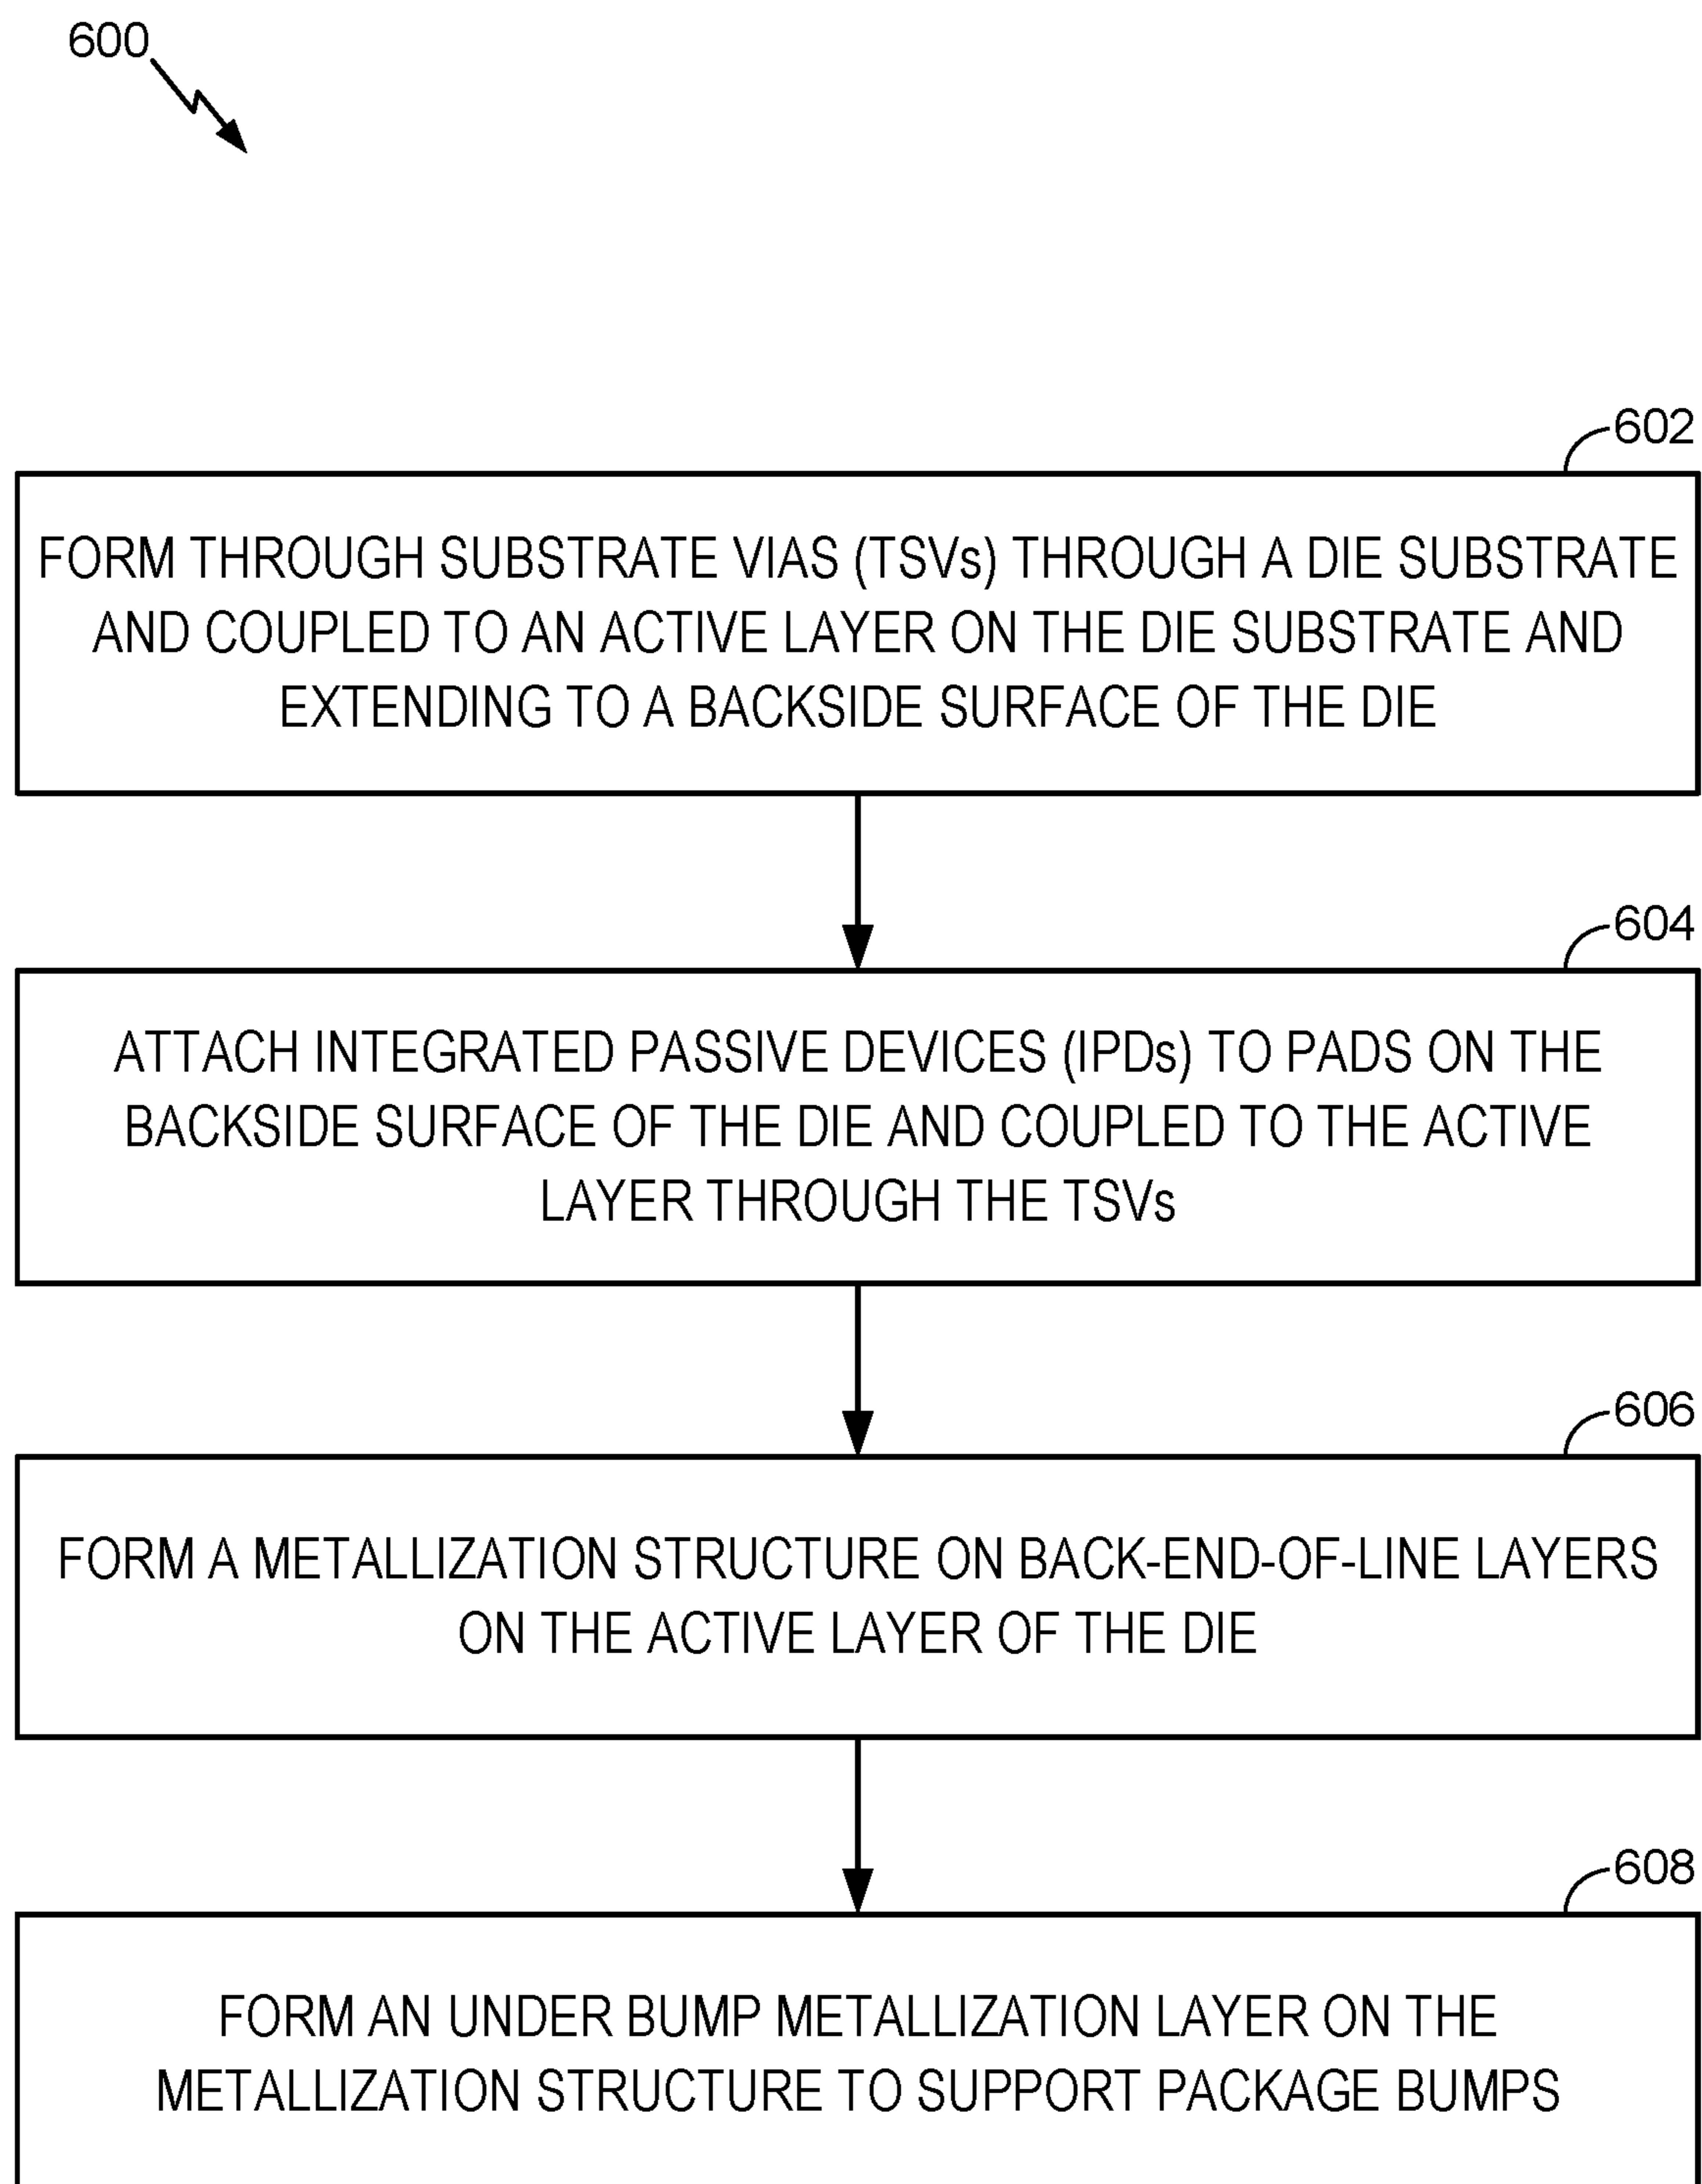 600
602
FORM THROUGH SUBSTRATE VIAS (TSVs) THROUGH A DIE SUBSTRATE
AND COUPLED TO AN ACTIVE LAYER ON THE DIE SUBSTRATE AND
EXTENDING TO A BACKSIDE SURFACE OF THE DIE
604
ATTACH INTEGRATED PASSIVE DEVICES (IPDs) TO PADS ON THE
BACKSIDE SURFACE OF THE DIE AND COUPLED TO THE ACTIVE
LAYER THROUGH THE TSVs
606
FORM A METALLIZATION STRUCTURE ON BACK-END-OF-LINE LAYERS
ON THE ACTIVE LAYER OF THE DIE
608
FORM AN UNDER BUMP METALLIZATION LAYER ON THE
METALLIZATION STRUCTURE TO SUPPORT PACKAGE BUMPS